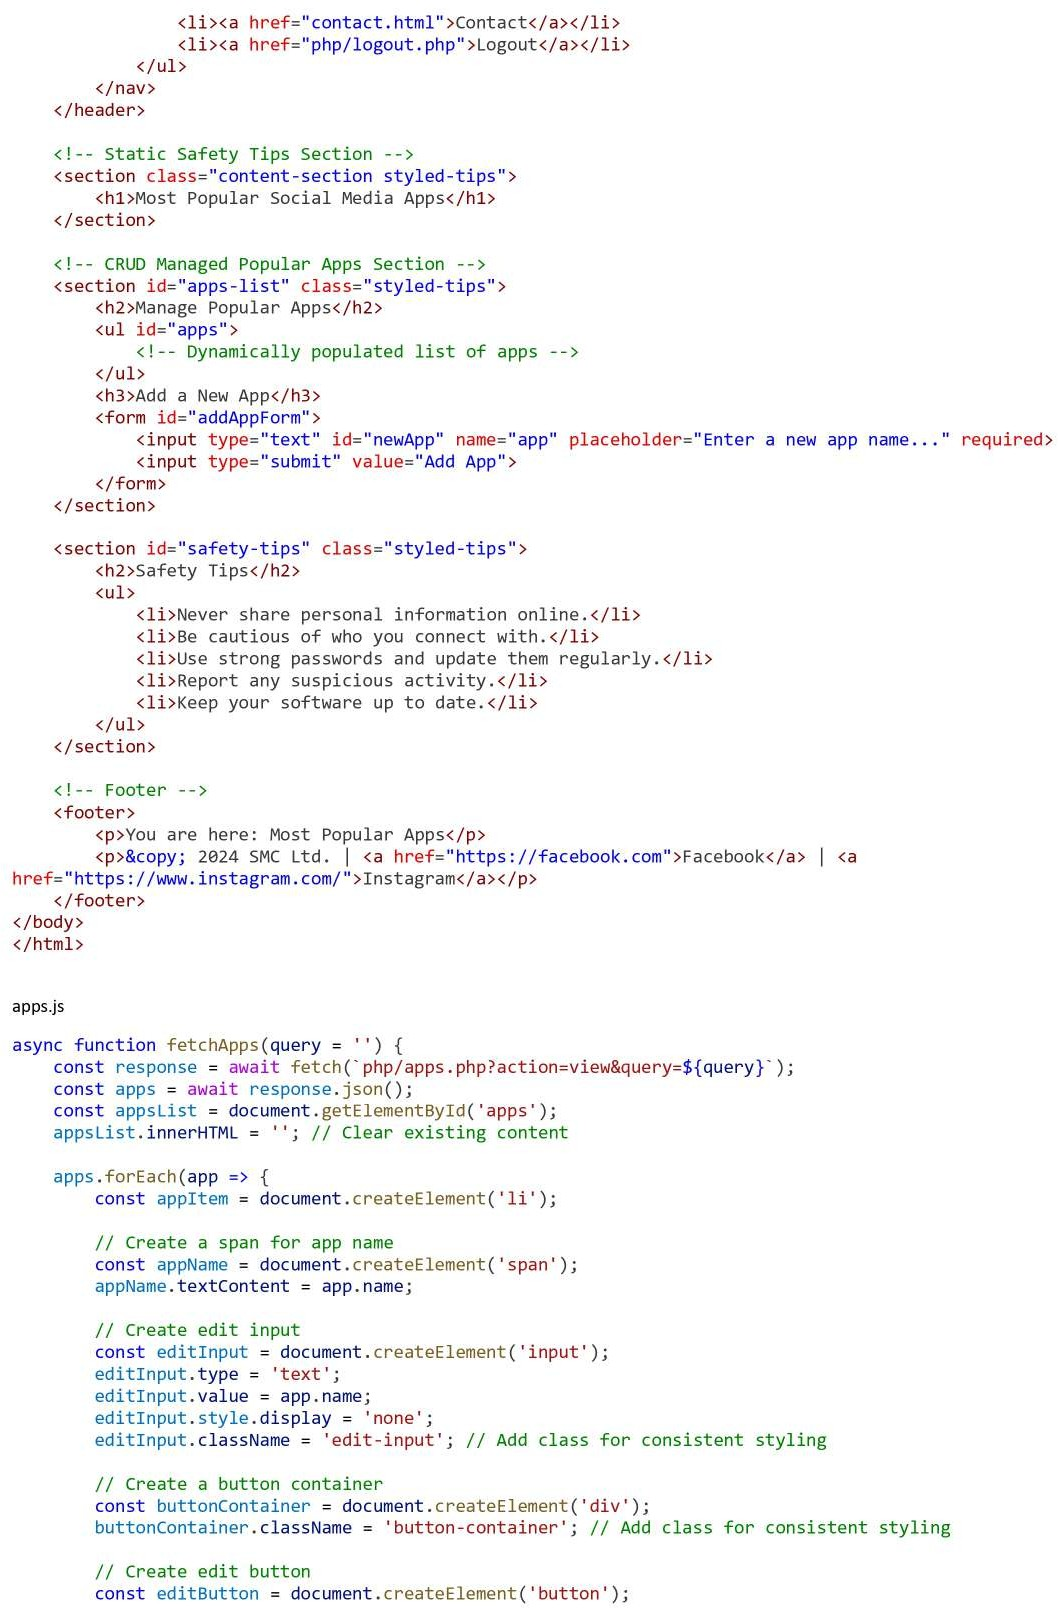 <li><a href="contact.html">Contact</a></li>
                <li><a href="php/logout.php">Logout</a></li>
            </ul>
        </nav>
    </header>

    <!-- Static Safety Tips Section -->
    <section class="content-section styled-tips">
        <h1>Most Popular Social Media Apps</h1>
    </section>

    <!-- CRUD Managed Popular Apps Section -->
    <section id="apps-list" class="styled-tips">
        <h2>Manage Popular Apps</h2>
        <ul id="apps">
            <!-- Dynamically populated list of apps -->
        </ul>
        <h3>Add a New App</h3>
        <form id="addAppForm">
            <input type="text" id="newApp" name="app" placeholder="Enter a new app name..." required>
            <input type="submit" value="Add App">
        </form>
    </section>

    <section id="safety-tips" class="styled-tips">
        <h2>Safety Tips</h2>
        <ul>
            <li>Never share personal information online.</li>
            <li>Be cautious of who you connect with.</li>
            <li>Use strong passwords and update them regularly.</li>
            <li>Report any suspicious activity.</li>
            <li>Keep your software up to date.</li>
        </ul>
    </section>

    <!-- Footer -->
    <footer>
        <p>You are here: Most Popular Apps</p>
        <p>&copy; 2024 SMC Ltd. | <a href="https://facebook.com">Facebook</a> | <a
href="https://www.instagram.com/">Instagram</a></p>
    </footer>
</body>
</html>

apps.js

async function fetchApps(query = '') {
    const response = await fetch(`php/apps.php?action=view&query=${query}`);
    const apps = await response.json();
    const appsList = document.getElementById('apps');
    appsList.innerHTML = ''; // Clear existing content

    apps.forEach(app => {
        const appItem = document.createElement('li');

        // Create a span for app name
        const appName = document.createElement('span');
        appName.textContent = app.name;

        // Create edit input
        const editInput = document.createElement('input');
        editInput.type = 'text';
        editInput.value = app.name;
        editInput.style.display = 'none';
        editInput.className = 'edit-input'; // Add class for consistent styling

        // Create a button container
        const buttonContainer = document.createElement('div');
        buttonContainer.className = 'button-container'; // Add class for consistent styling

        // Create edit button
        const editButton = document.createElement('button');